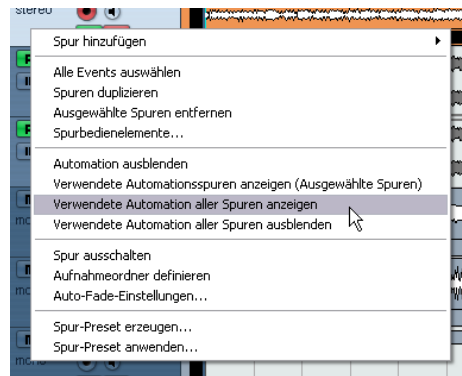 stereo
Spur hinzufügen
Alle Events auswählen
Spuren duplizieren
Ausgewählte Spuren entfernen
Spurbedienelemente...
Automation ausblenden
Verwendete Automationsspuren anzeigen (Ausgewählte Spuren)
Verwendete Automation aller Spuren anzeigen
Verwendete Automation aller Spuren ausblenden
Spur ausschalten
Aufnahmeordner definieren
Auto-Fade-Einstellungen...
Spur-Preset erzeugen...
Spur-Preset anwenden...